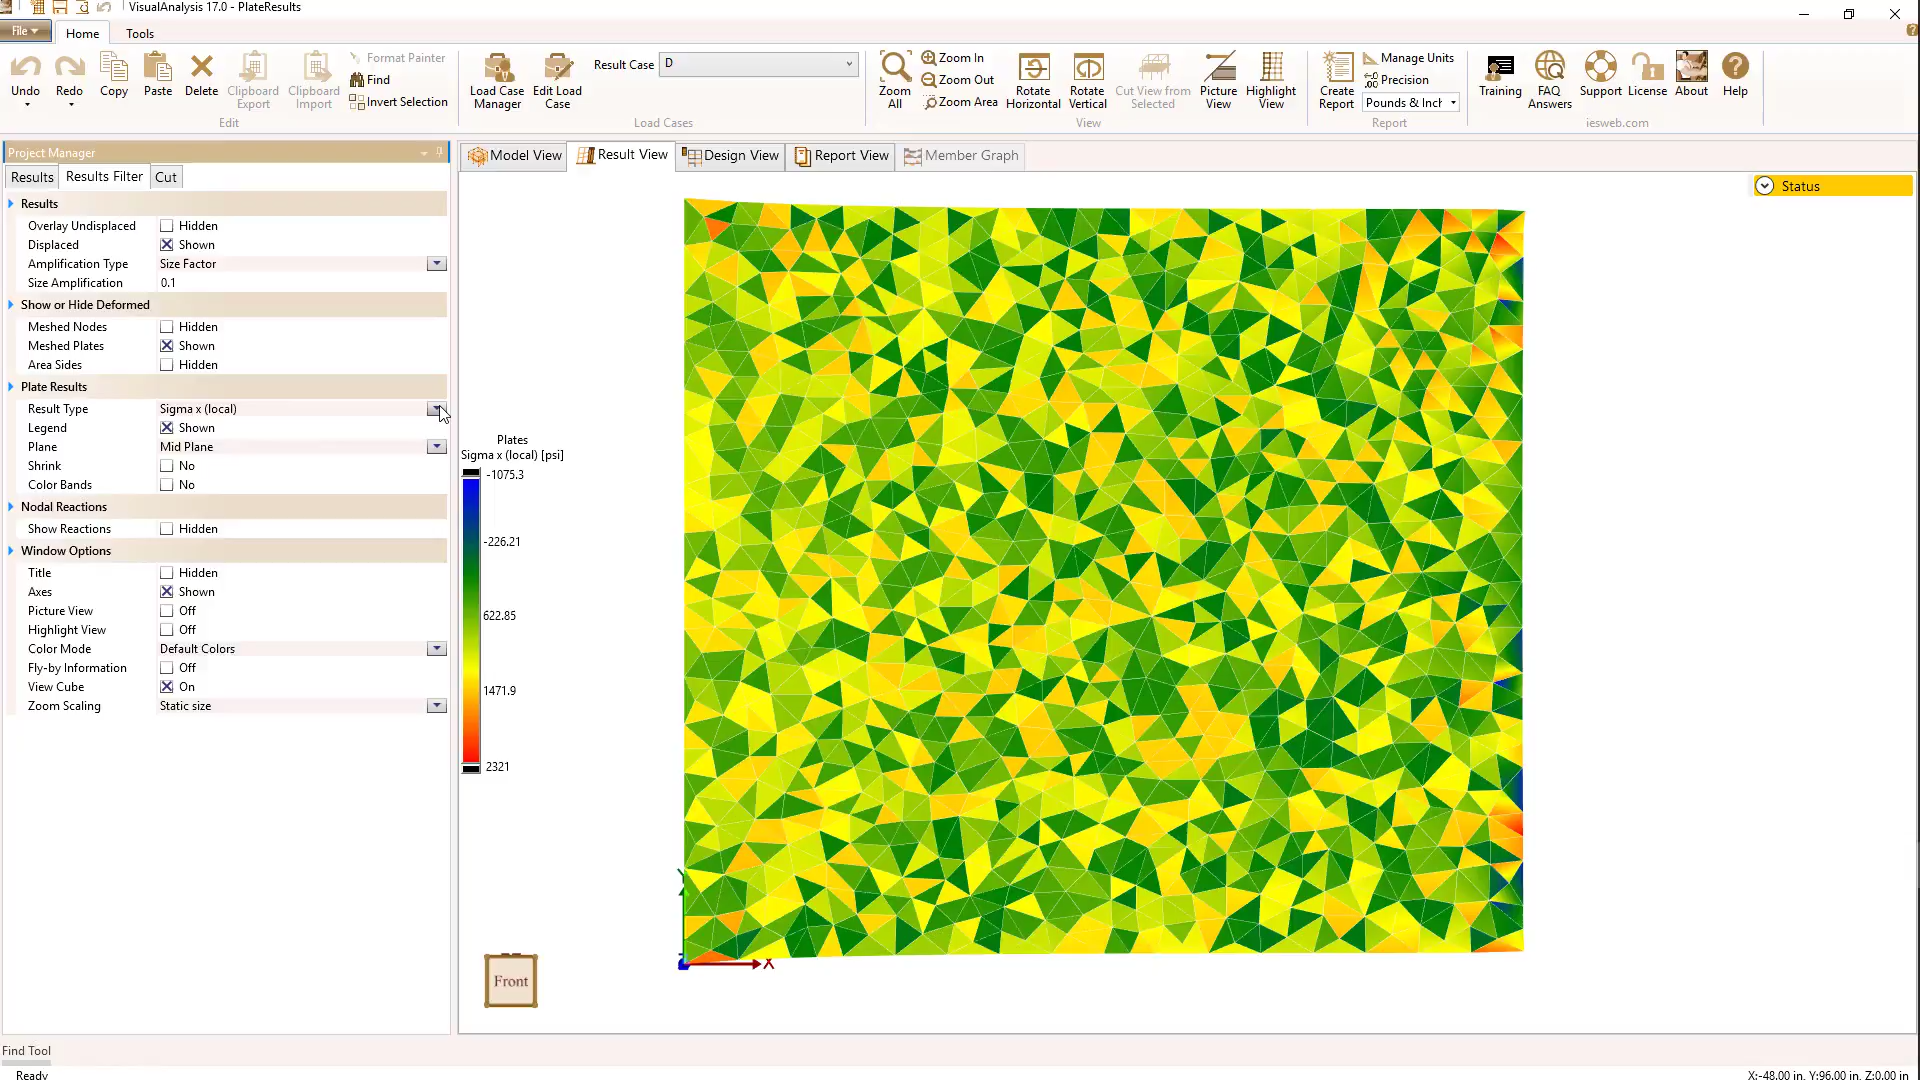 VisualAnalysis 17.0 - PlateResults
File Home Tools
Undo Redo Copy Paste Delete Clipboard Export Clipboard Import Format Painter Find Invert Selection
Edit
Load Case Manager Edit Load Case Result Case D
Load Cases
Zoom All Zoom In Zoom Out Zoom Area Rotate Horizontal Rotate Vertical Cut View from Selected Picture View Highlight View
View
Create Report Manage Units Precision Pounds & Inch
Report
Training FAQ Answers Support License About Help
iesweb.com
Project Manager
Results Results Filter Cut
Results
Overlay Undisplaced Hidden
Displaced Shown
Amplification Type Size Factor
Size Amplification 0.1
Show or Hide Deformed
Meshed Nodes Hidden
Meshed Plates Shown
Area Sides Hidden
Plate Results
Result Type Sigma x (local)
Legend Shown
Plane Mid Plane
Shrink No
Color Bands No
Nodal Reactions
Show Reactions Hidden
Window Options
Title Hidden
Axes Shown
Picture View Off
Highlight View Off
Color Mode Default Colors
Fly-by Information Off
View Cube On
Zoom Scaling Static size
Model View Result View Design View Report View Member Graph
Status
Plates
Sigma x (local) [psi]
-1075.3
-226.21
622.85
1471.9
2321
Y
X
Front
Find Tool
Ready
X:-48.00 in, Y:96.00 in, Z:0.00 in